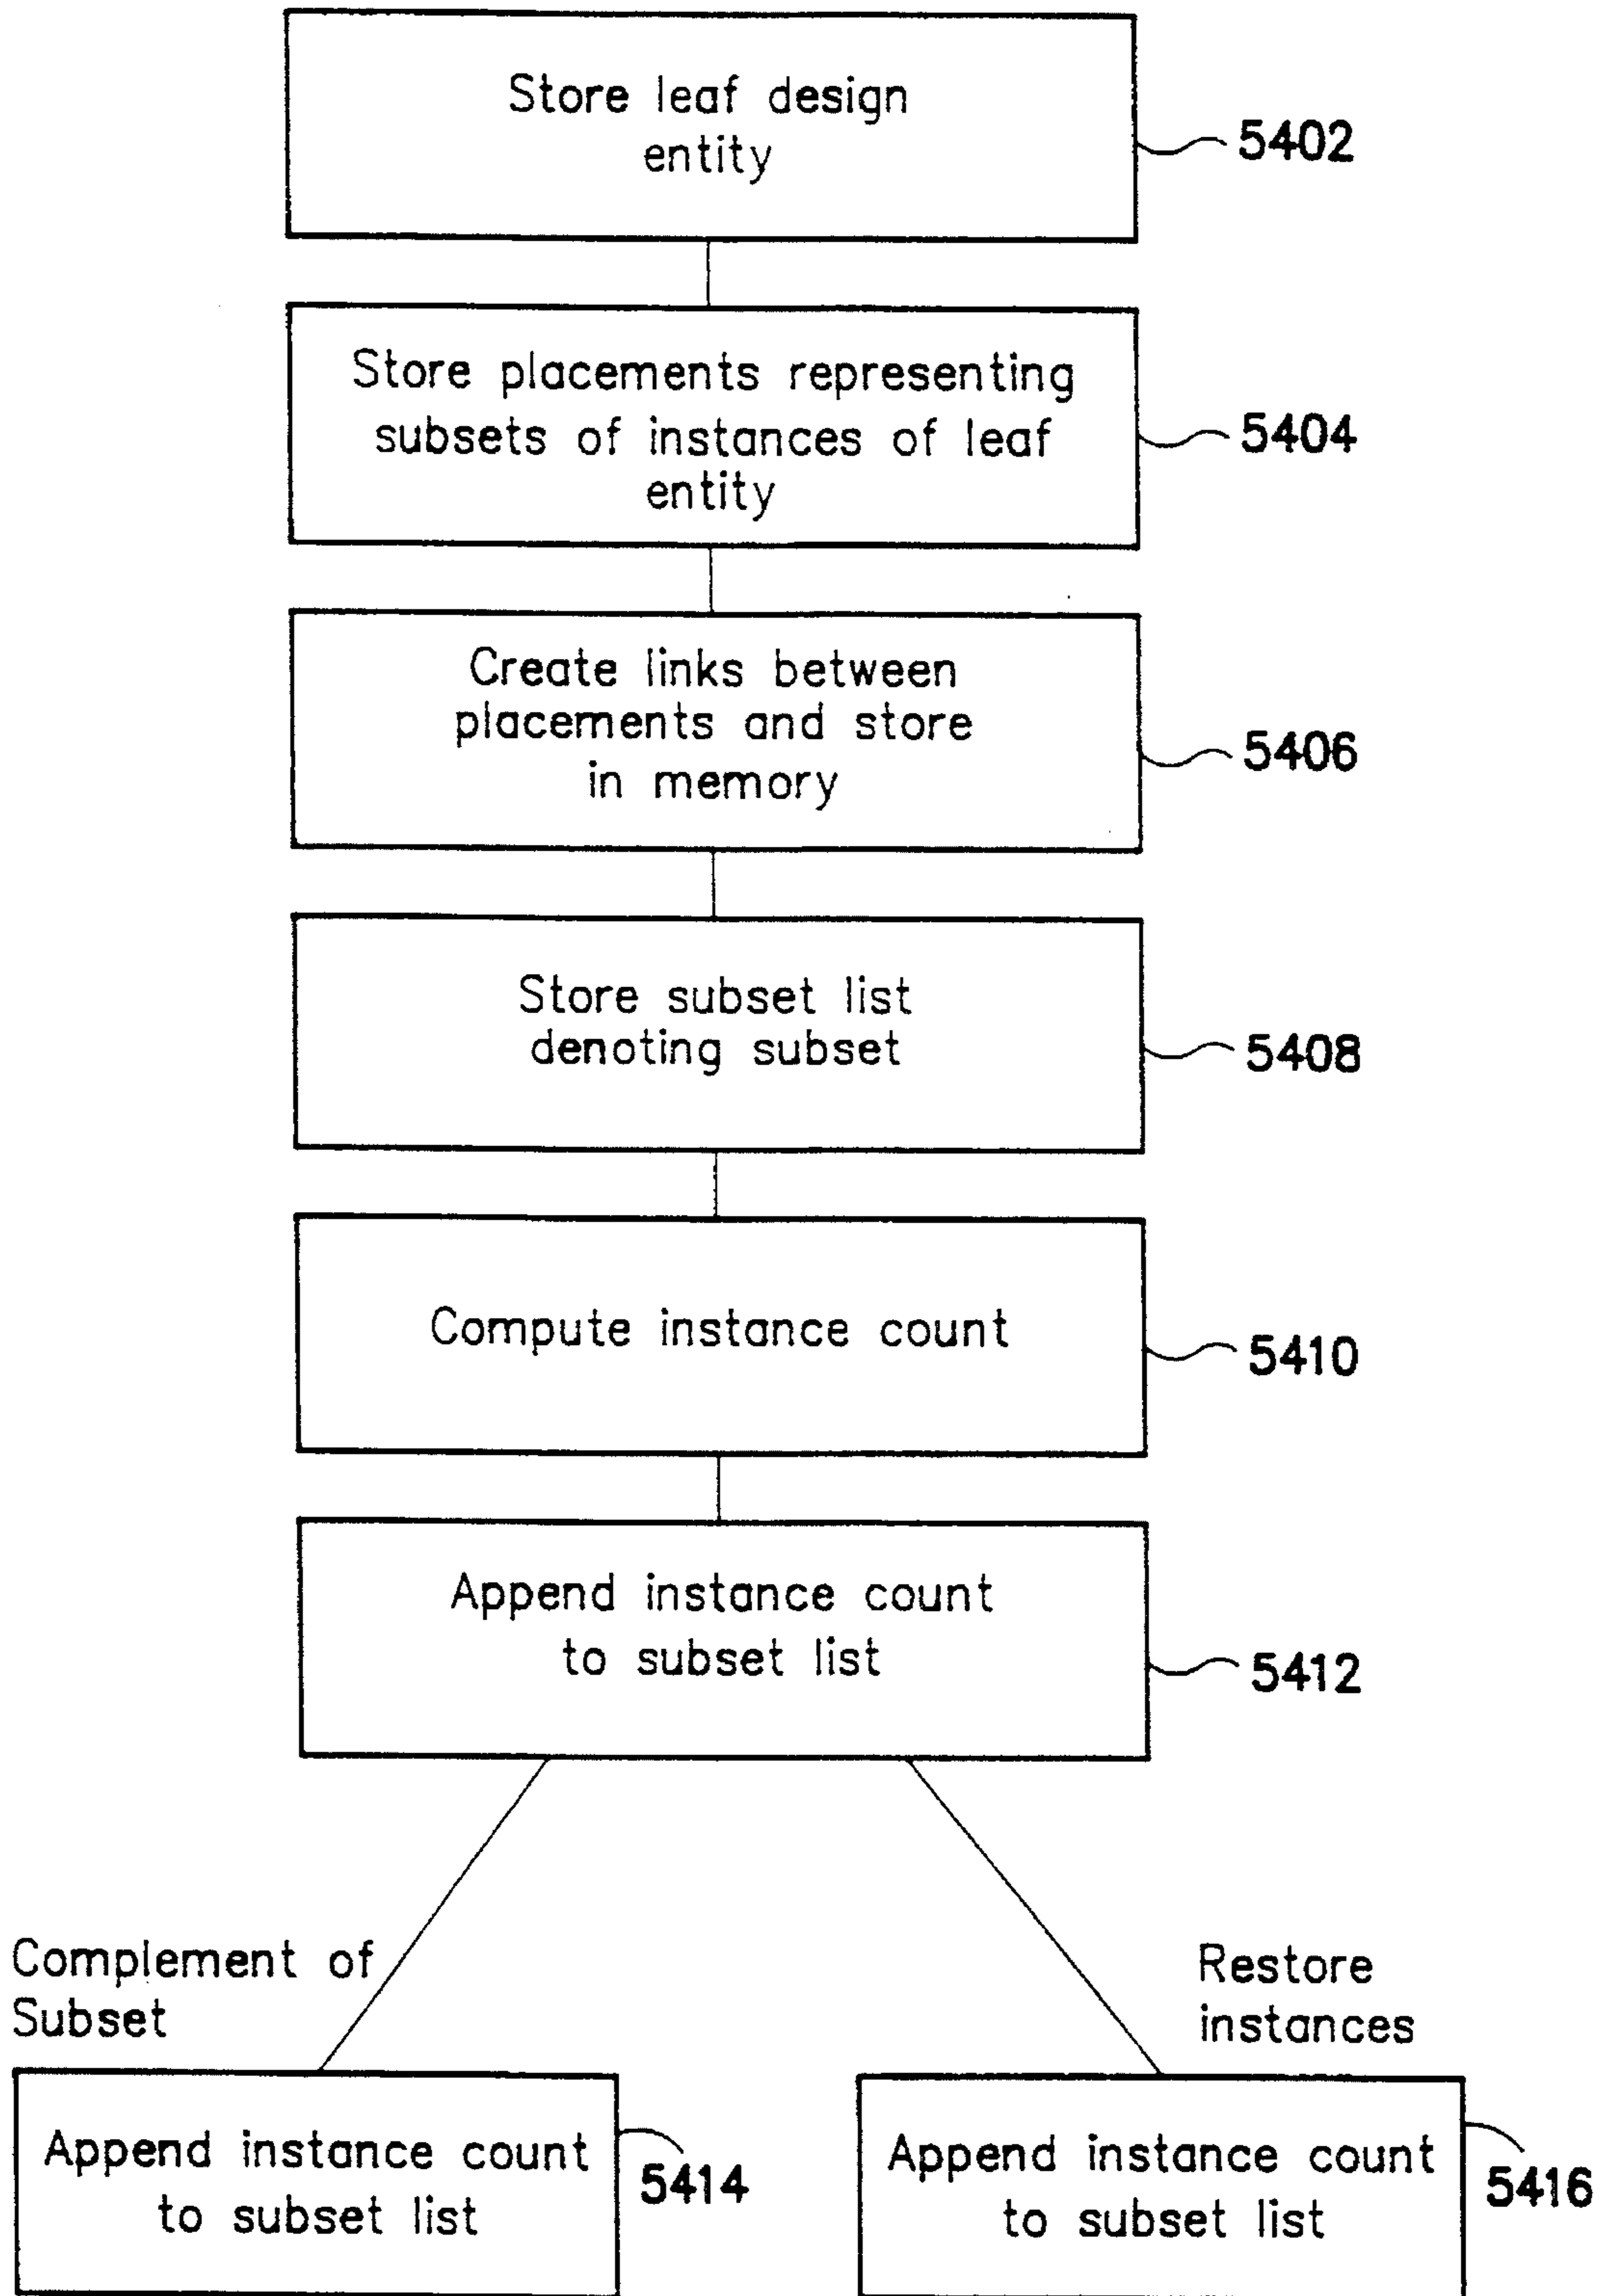 Store leaf design
entity
5402
Store placements representing
subsets of instances of leaf
entity
5404
Create links between
placements and store
in memory
5406
Store subset list
denoting subset
5408
Compute instance count
5410
Append instance count
to subset list
5412
Complement of
Subset
Restore
instances
Append instance count
to subset list
5414
Append instance count
to subset list
5416